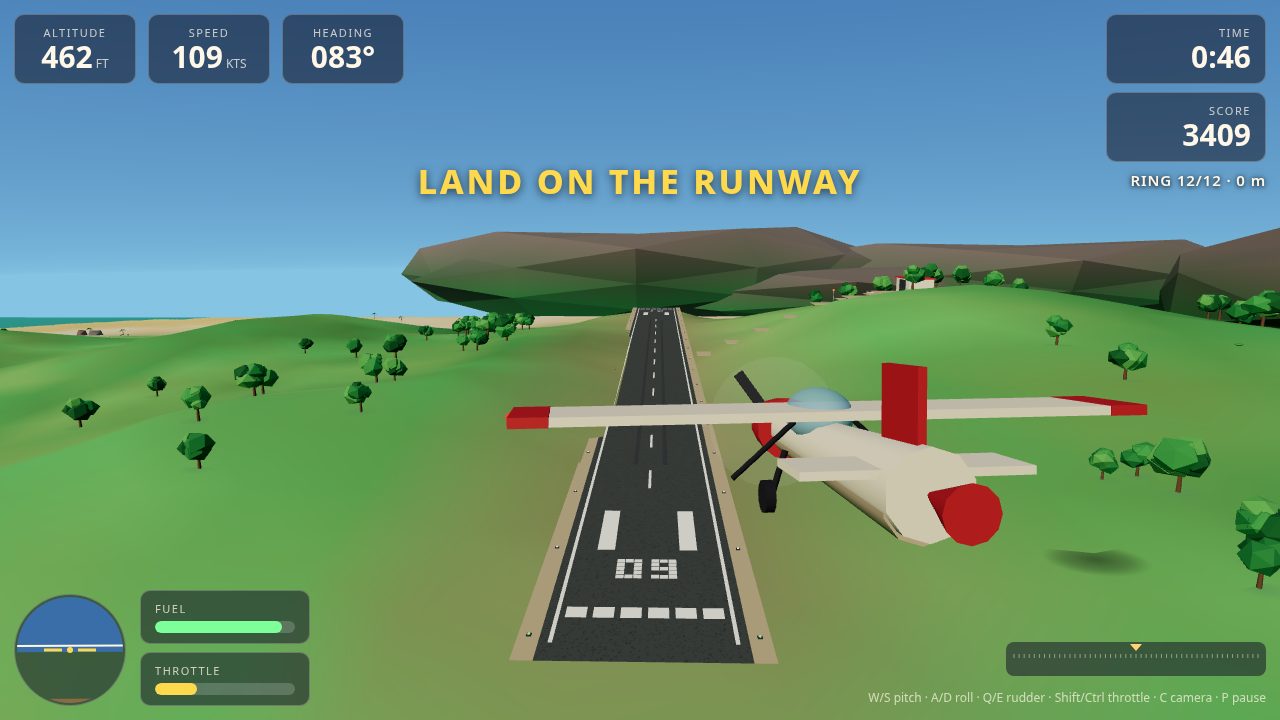 ALTITUDE
462 FT
SPEED
109 KTS
HEADING
083°
TIME
0:46
SCORE
3409
RING 12/12 · 0 m
LAND ON THE RUNWAY
09
FUEL
THROTTLE
W/S pitch · A/D roll · Q/E rudder · Shift/Ctrl throttle · C camera · P pause